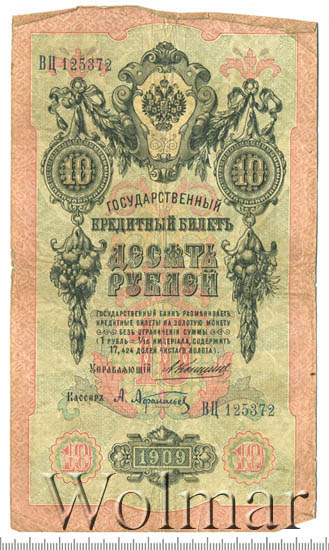 ВЦ 125372
10 10
ГОСУДАРСТВЕННЫЙ
КРЕДИТНЫЙ БИЛЕТЪ
ДЕСЯТЬ
РУБЛЕЙ
ГОСУДАРСТВЕННЫЙ БАНКЪ РАЗМѢНИВАЕТЪ
КРЕДИТНЫЕ БИЛЕТЫ НА ЗОЛОТУЮ МОНЕТУ
БЕЗЪ ОГРАНИЧЕНІЯ СУММЫ
(1 РУБЛЬ = 1/15 ИМПЕРІАЛА, СОДЕРЖИТЪ
17,424 ДОЛЕЙ ЧИСТАГО ЗОЛОТА)
УПРАВЛЯЮЩІЙ
КАССИРЪ А. Афанасьев
ВЦ 125372
10 1909 10
Wolmar